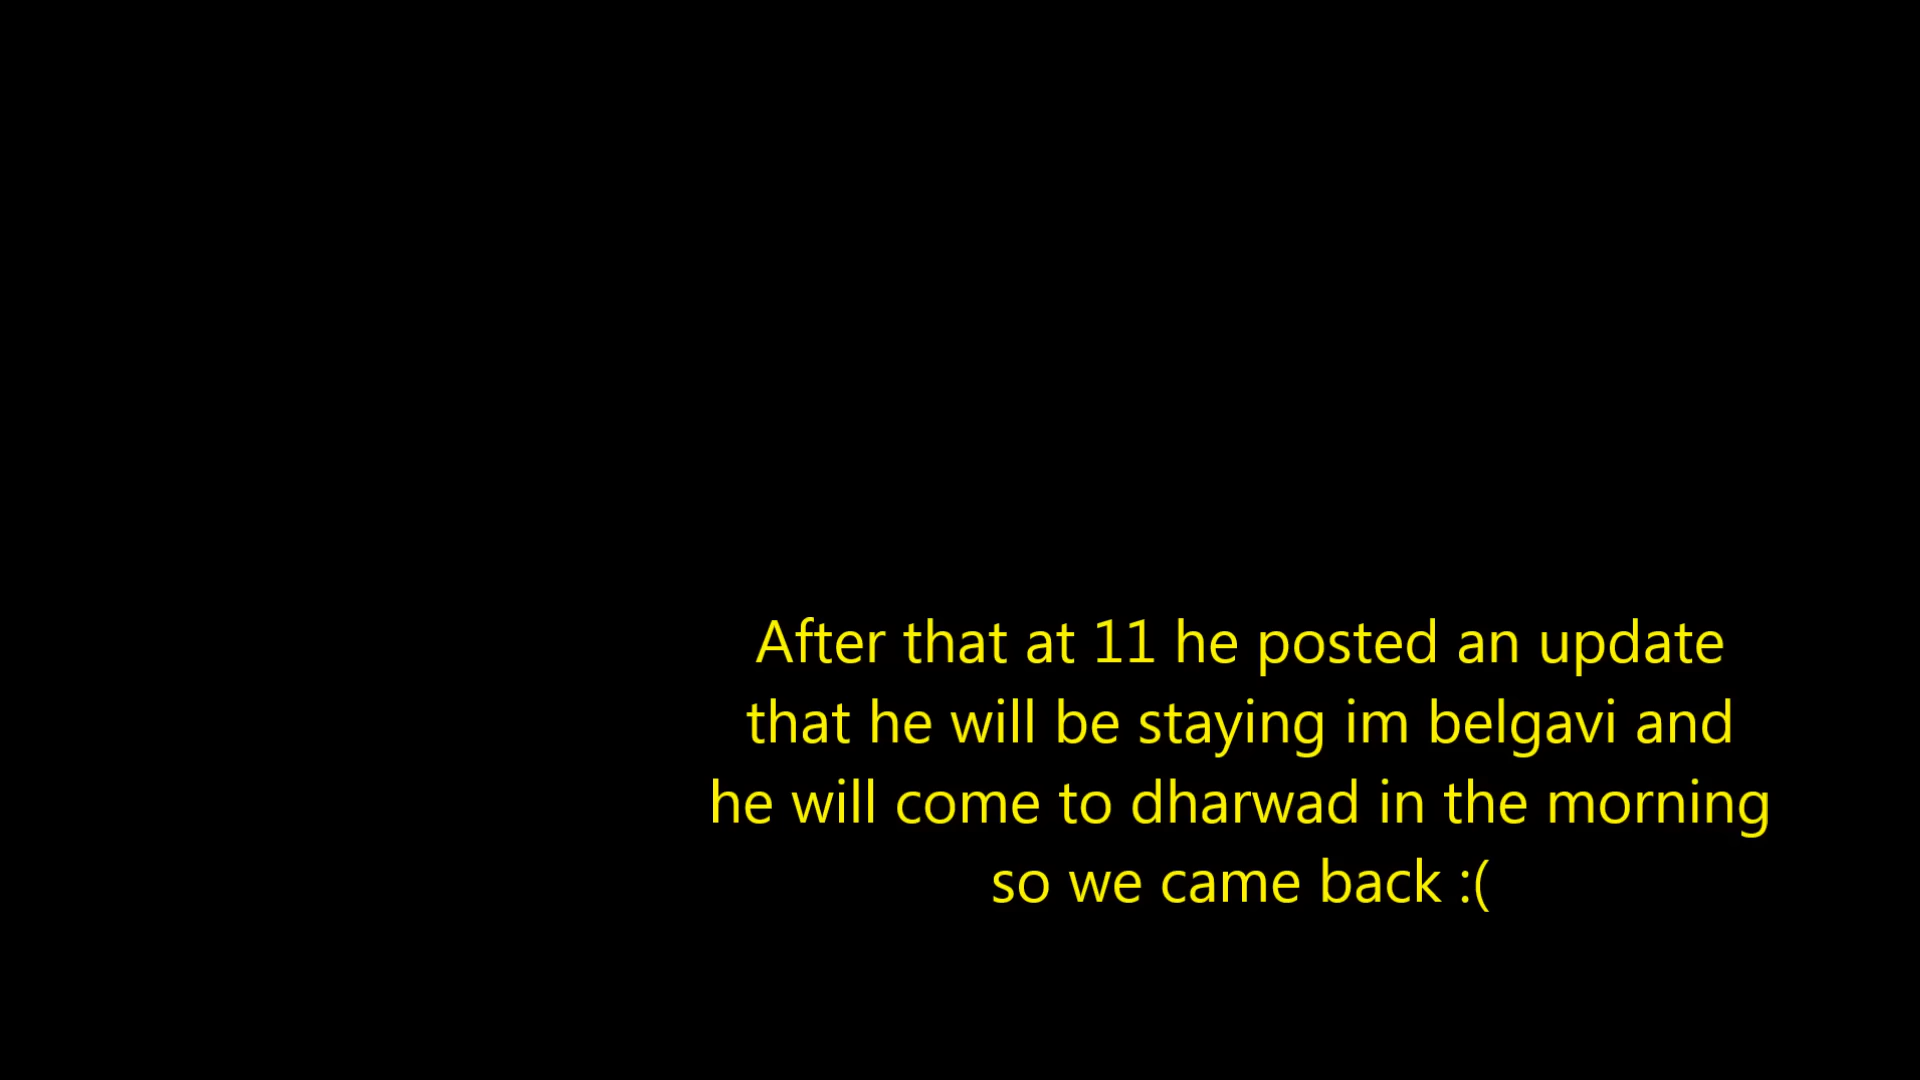 After that at 11 he posted an update
that he will be staying im belgavi and
he will come to dharwad in the morning
so we came back :(